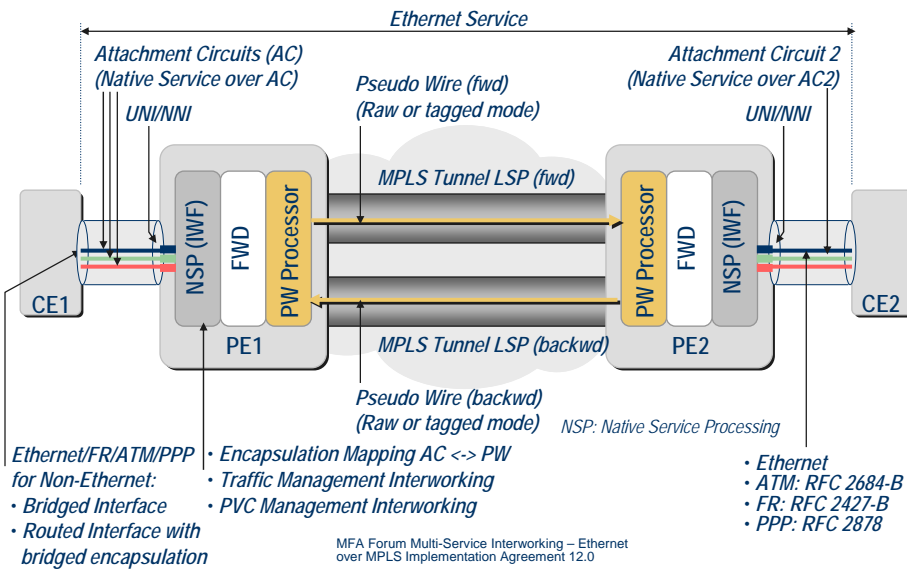 Ethernet Service
Attachment Circuits (AC)
(Native Service over AC)
Attachment Circuit 2
(Native Service over AC2)
Pseudo Wire (fwd)
(Raw or tagged mode)
UNI/NNI
UNI/NNI
MPLS Tunnel LSP (fwd)
NSP (IWF)
FWD
PW Processor
PW Processor
FWD
NSP (IWF)
CE1
CE2
PE1
MPLS Tunnel LSP (backwd)
PE2
Pseudo Wire (backwd)
(Raw or tagged mode)
NSP: Native Service Processing
Ethernet/FR/ATM/PPP
for Non-Ethernet:
• Bridged Interface
• Routed Interface with
bridged encapsulation
• Encapsulation Mapping AC <-> PW
• Traffic Management Interworking
• PVC Management Interworking
• Ethernet
• ATM: RFC 2684-B
• FR: RFC 2427-B
• PPP: RFC 2878
MFA Forum Multi-Service Interworking – Ethernet
over MPLS Implementation Agreement 12.0